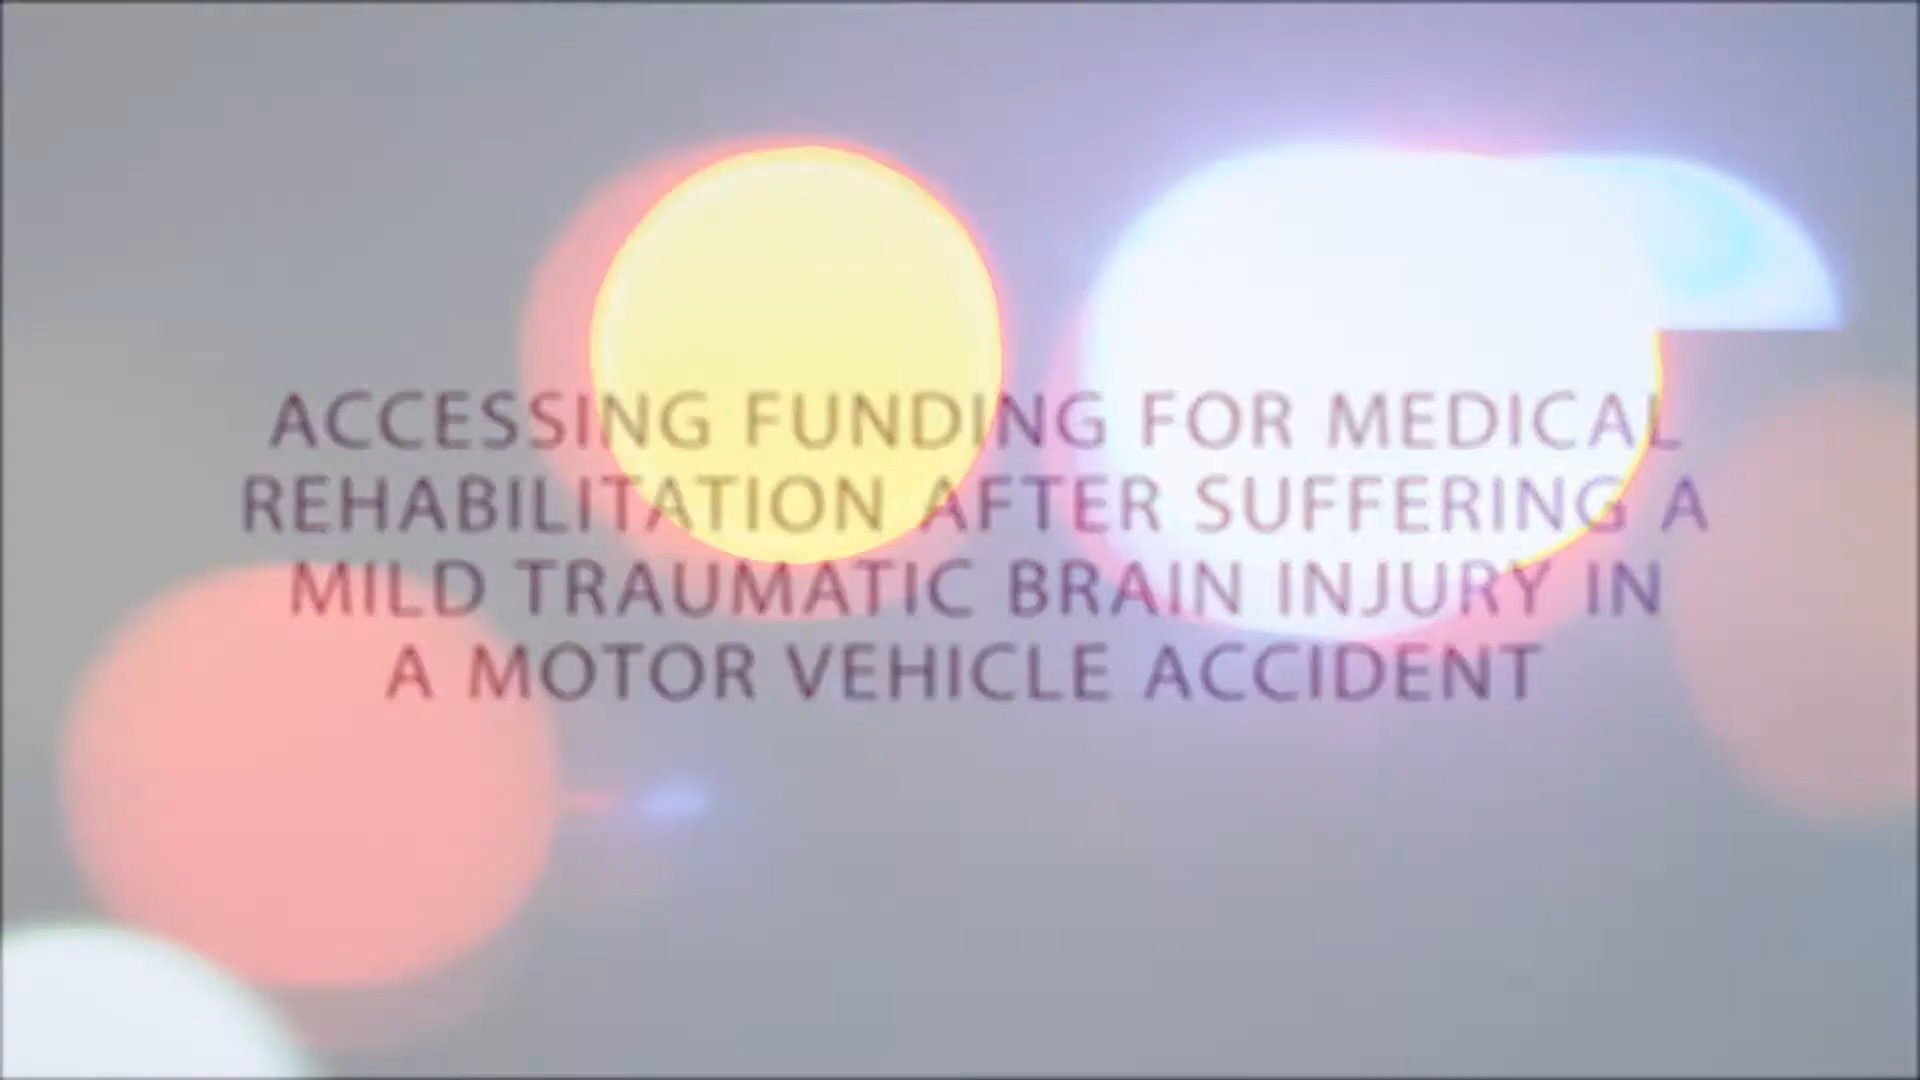 ACCESSING FUNDING FOR MEDICAL
REHABILITATION AFTER SUFFERING A
MILD TRAUMATIC BRAIN INJURY IN
A MOTOR VEHICLE ACCIDENT